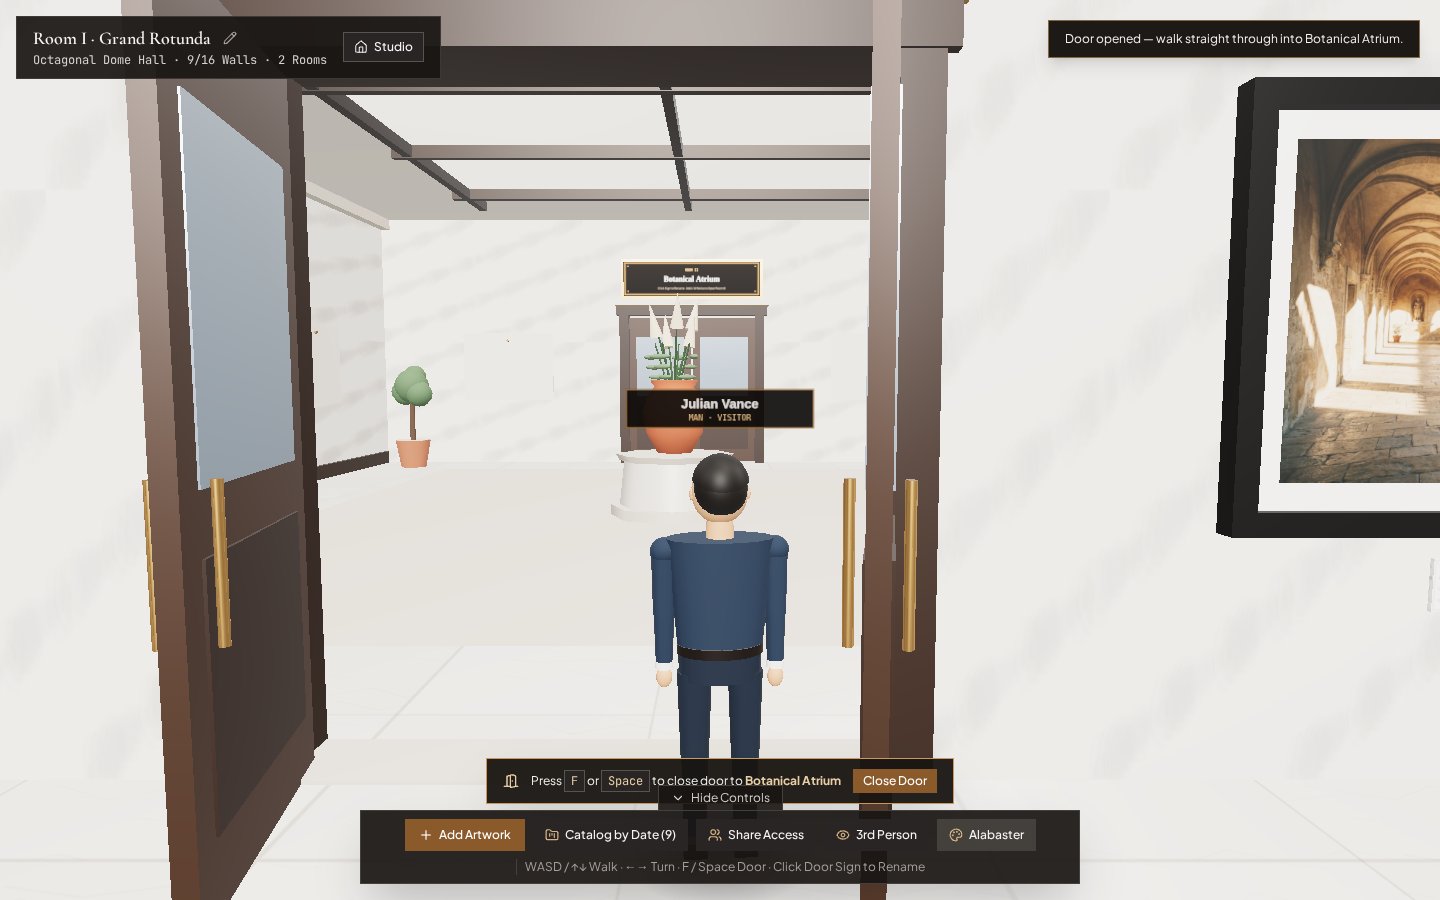 Room I · Grand Rotunda
Octagonal Dome Hall · 9/16 Walls · 2 Rooms
Studio
Door opened — walk straight through into Botanical Atrium.
Botanical Atrium
Julian Vance
MAN · VISITOR
Press F or Space to close door to Botanical Atrium
Close Door
Hide Controls
Add Artwork
Catalog by Date (9)
Share Access
3rd Person
Alabaster
WASD / ↑↓ Walk · ← → Turn · F / Space Door · Click Door Sign to Rename